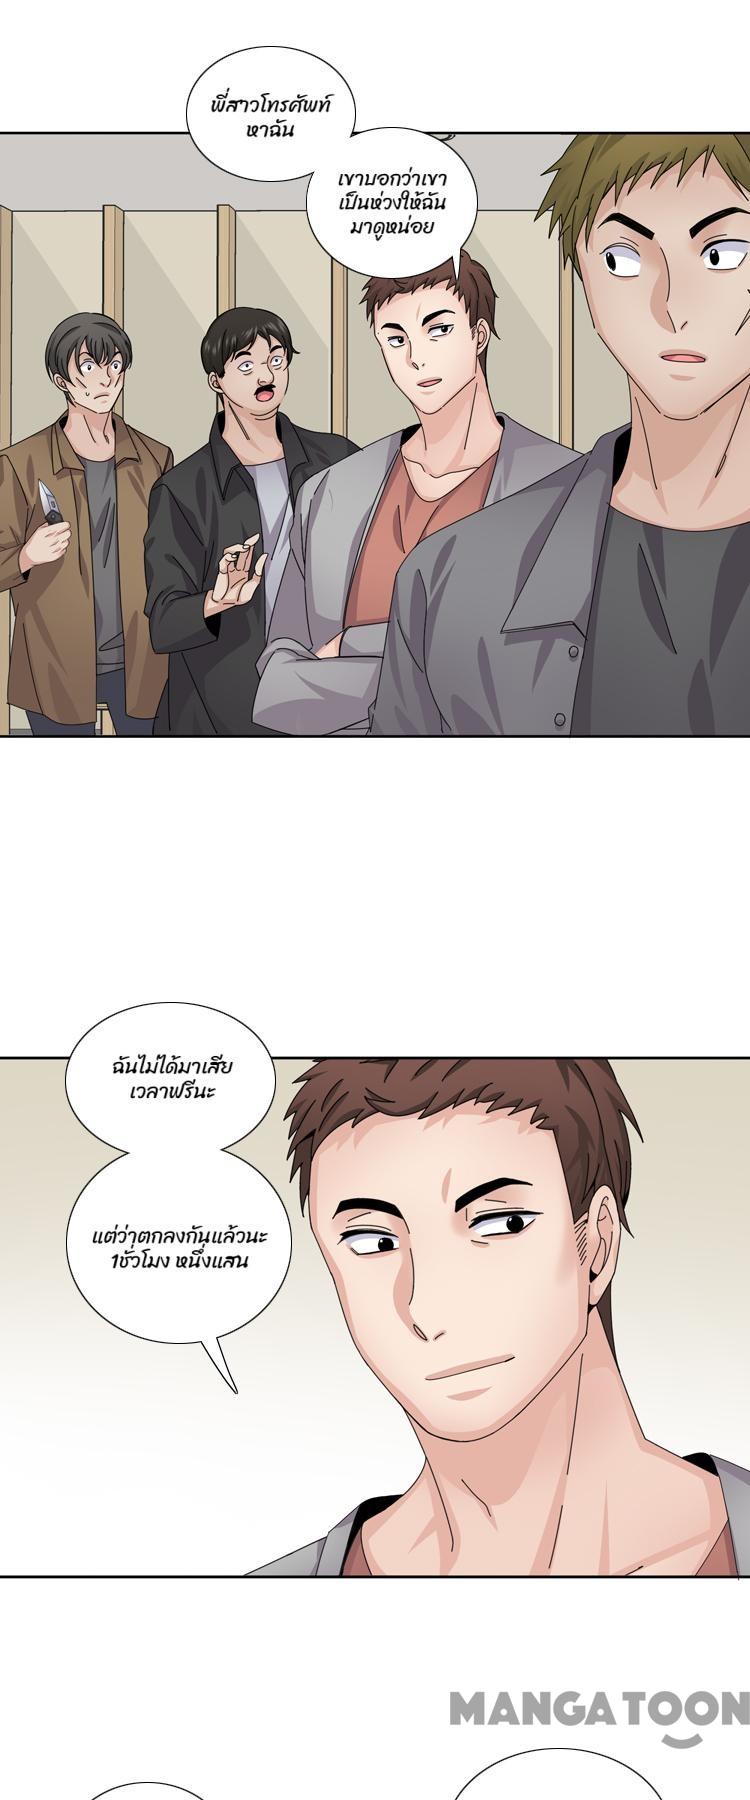 พี่สาวโทรศัพท์
หาฉัน
เขาบอกว่าเขา
เป็นห่วงให้ฉัน
มาดูหน่อย
ฉันไม่ได้มาเสีย
เวลาฟรีนะ
แต่ว่าตกลงกันแล้วนะ
1ชั่วโมง หนึ่งแสน
MANGATOON